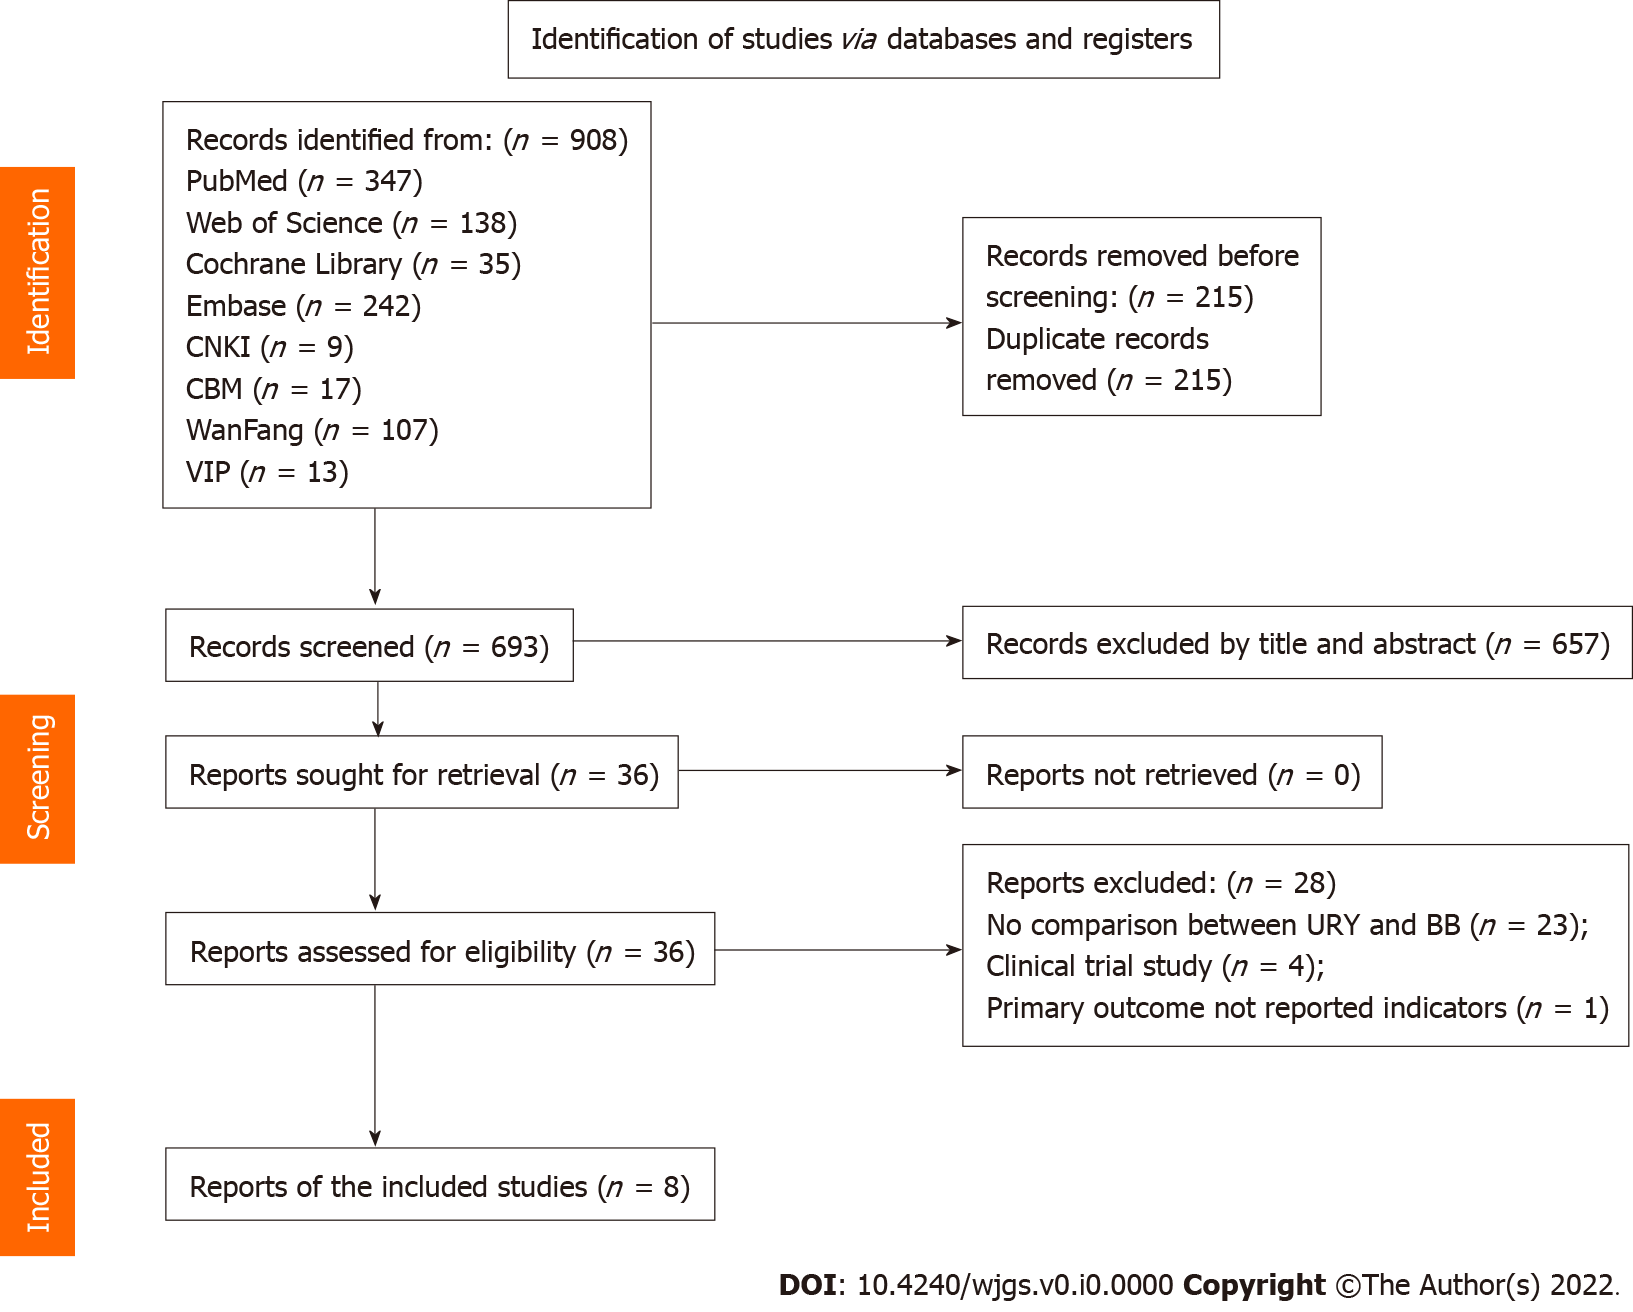 Identification of studies via databases and registers
Identification
Records identified from: (n = 908)
PubMed (n = 347)
Web of Science (n = 138)
Cochrane Library (n = 35)
Embase (n = 242)
CNKI (n = 9)
CBM (n = 17)
WanFang (n = 107)
VIP (n = 13)
Records removed before
screening: (n = 215)
Duplicate records
removed (n = 215)
Screening
Records screened (n = 693)
Records excluded by title and abstract (n = 657)
Reports sought for retrieval (n = 36)
Reports not retrieved (n = 0)
Reports assessed for eligibility (n = 36)
Reports excluded: (n = 28)
No comparison between URY and BB (n = 23);
Clinical trial study (n = 4);
Primary outcome not reported indicators (n = 1)
Included
Reports of the included studies (n = 8)
DOI: 10.4240/wjgs.v0.i0.0000 Copyright ©The Author(s) 2022.